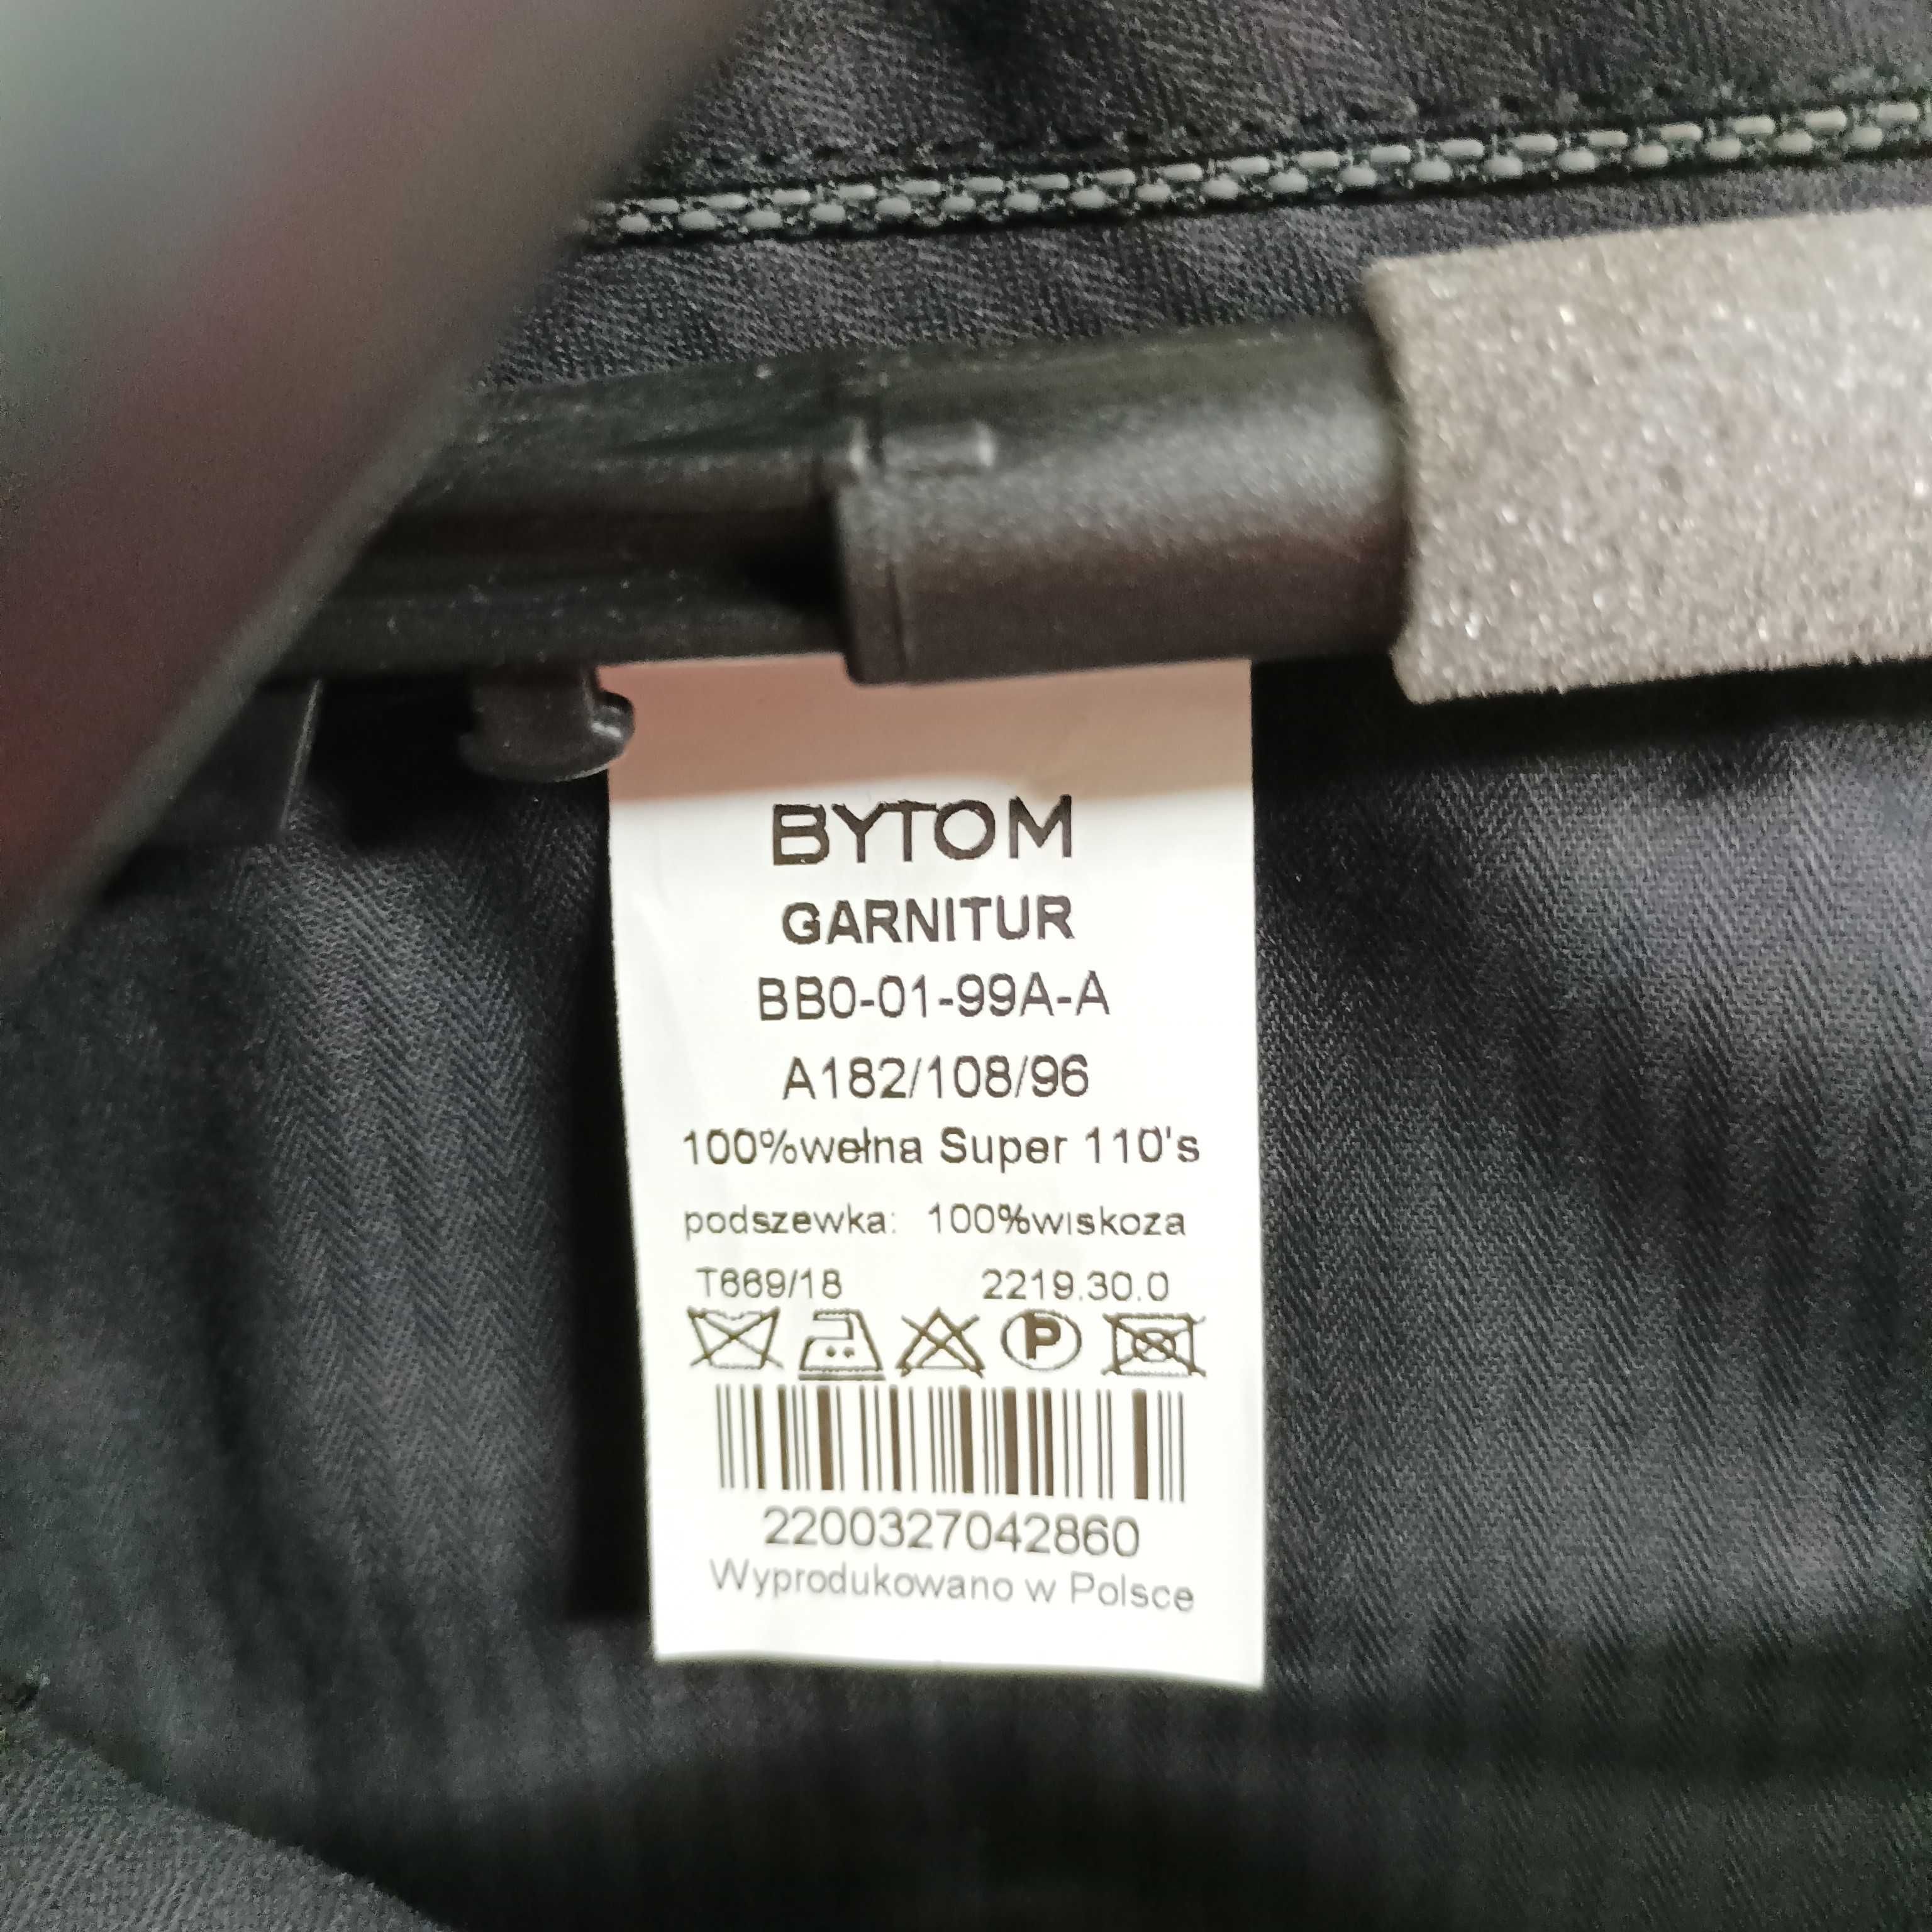 BYTOM
GARNITUR
BB0-01-99A-A
A182/108/96
100%wełna Super 110's
podszewka: 100%wiskoza
T669/18 2219.30.0
P
2200327042860
Wyprodukowano w Polsce